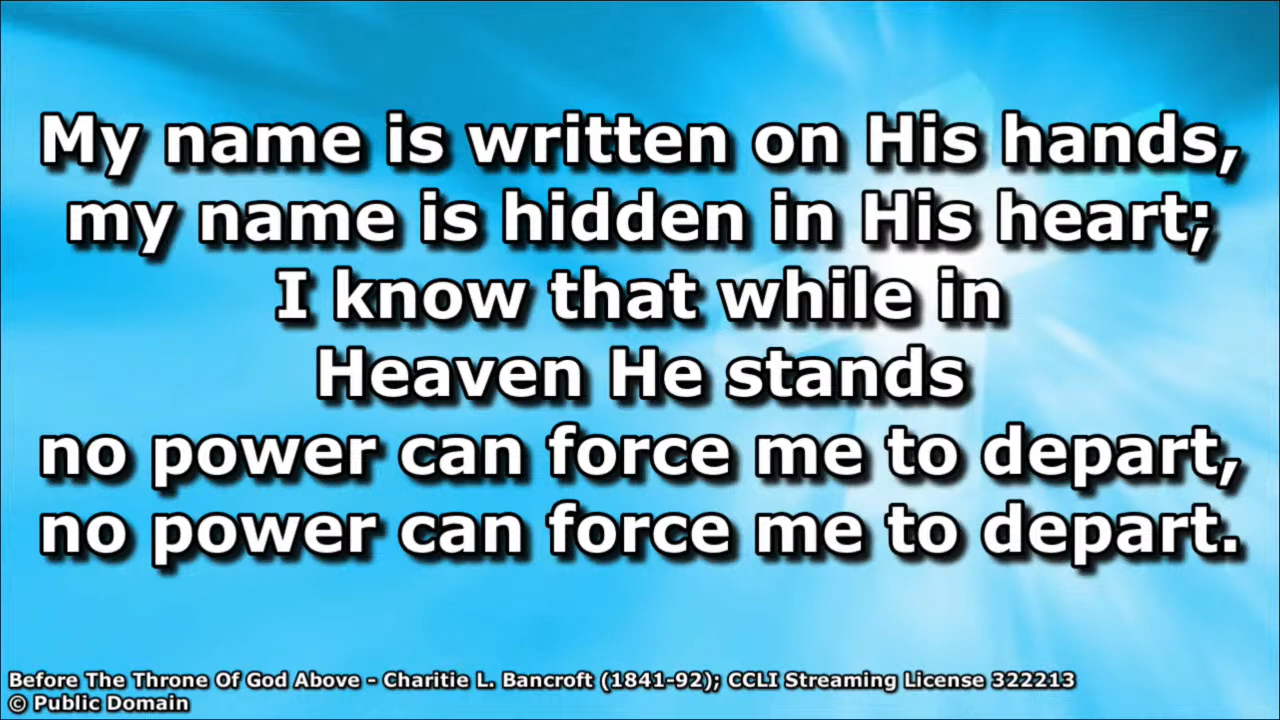 My name is written on His hands,
my name is hidden in His heart;
I know that while in
Heaven He stands
no power can force me to depart,
no power can force me to depart.
Before The Throne Of God Above - Charitie L. Bancroft (1841-92); CCLI Streaming License 322213
© Public Domain